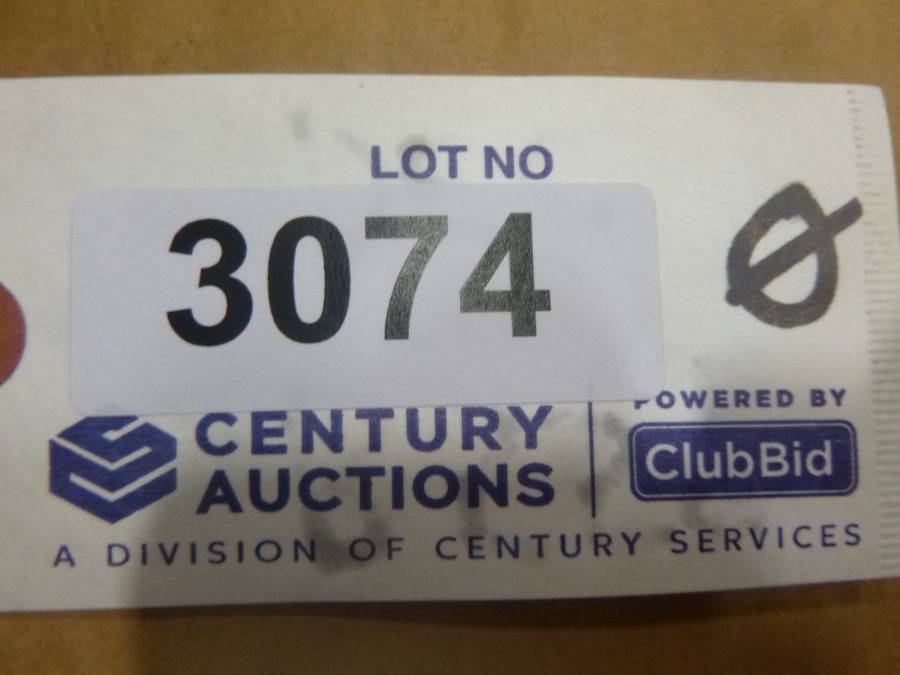 LOT NO
3074 Ø
CENTURY
AUCTIONS
POWERED BY
ClubBid
A DIVISION OF CENTURY SERVICES